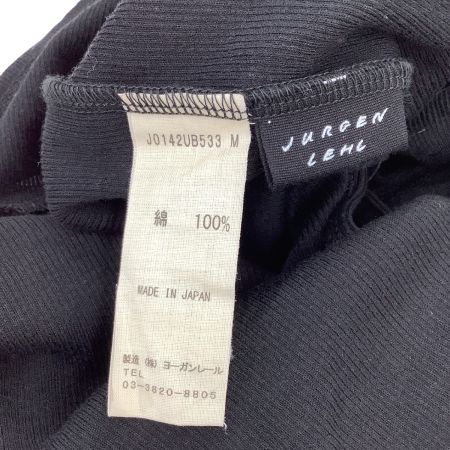 J0142UB533 M
綿 100%
MADE IN JAPAN
製造 (株) ヨーガンレール
TEL
03-3820-8805
JURGEN
LEHL